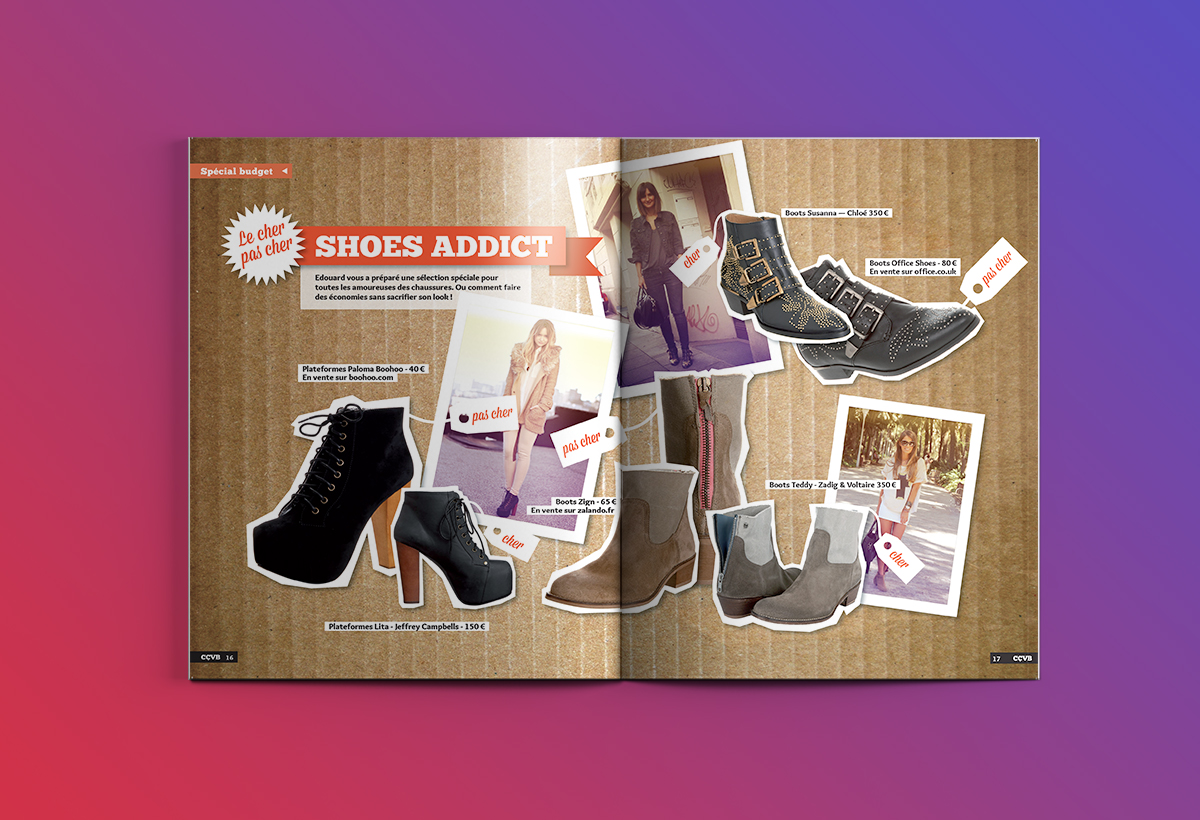 Spécial budget
Le cher
pas cher
SHOES ADDICT
Edouard vous a préparé une sélection spéciale pour
toutes les amoureuses des chaussures. Ou comment faire
des économies sans sacrifier son look !
Plateformes Paloma Boohoo - 40 €
En vente sur boohoo.com
pas cher
pas cher
Boots Zign - 65 €
En vente sur zalando.fr
cher
Plateformes Lita - Jeffrey Campbells - 150 €
CÇVB 16
Boots Susanna — Chloé 350 €
cher
Boots Office Shoes - 80 €
En vente sur office.co.uk
pas cher
Boots Teddy - Zadig & Voltaire 350 €
cher
17 CÇVB